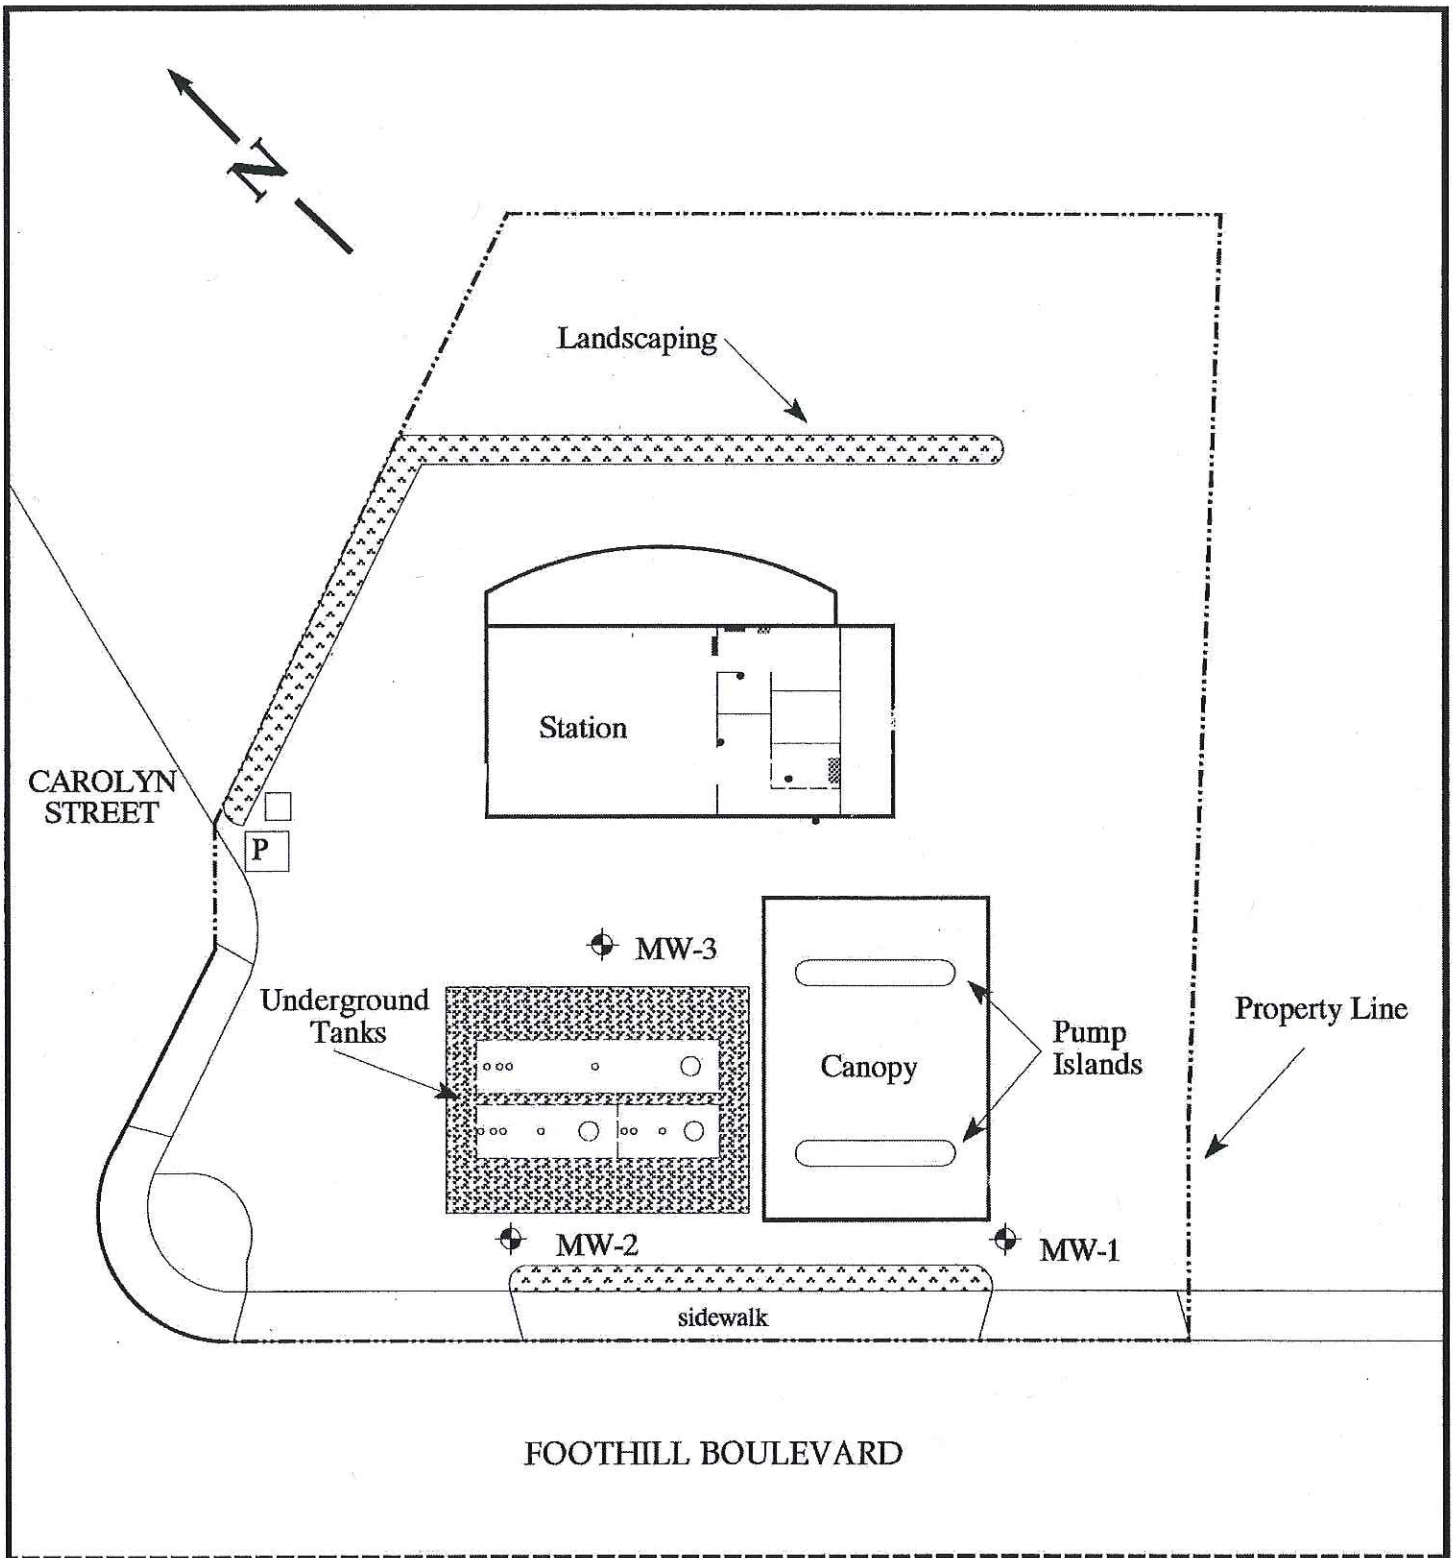 N
Landscaping
Station
CAROLYN
STREET
P
MW-3
Underground
Tanks
Property Line
Pump
Islands
Canopy
MW-2
MW-1
sidewalk
FOOTHILL BOULEVARD